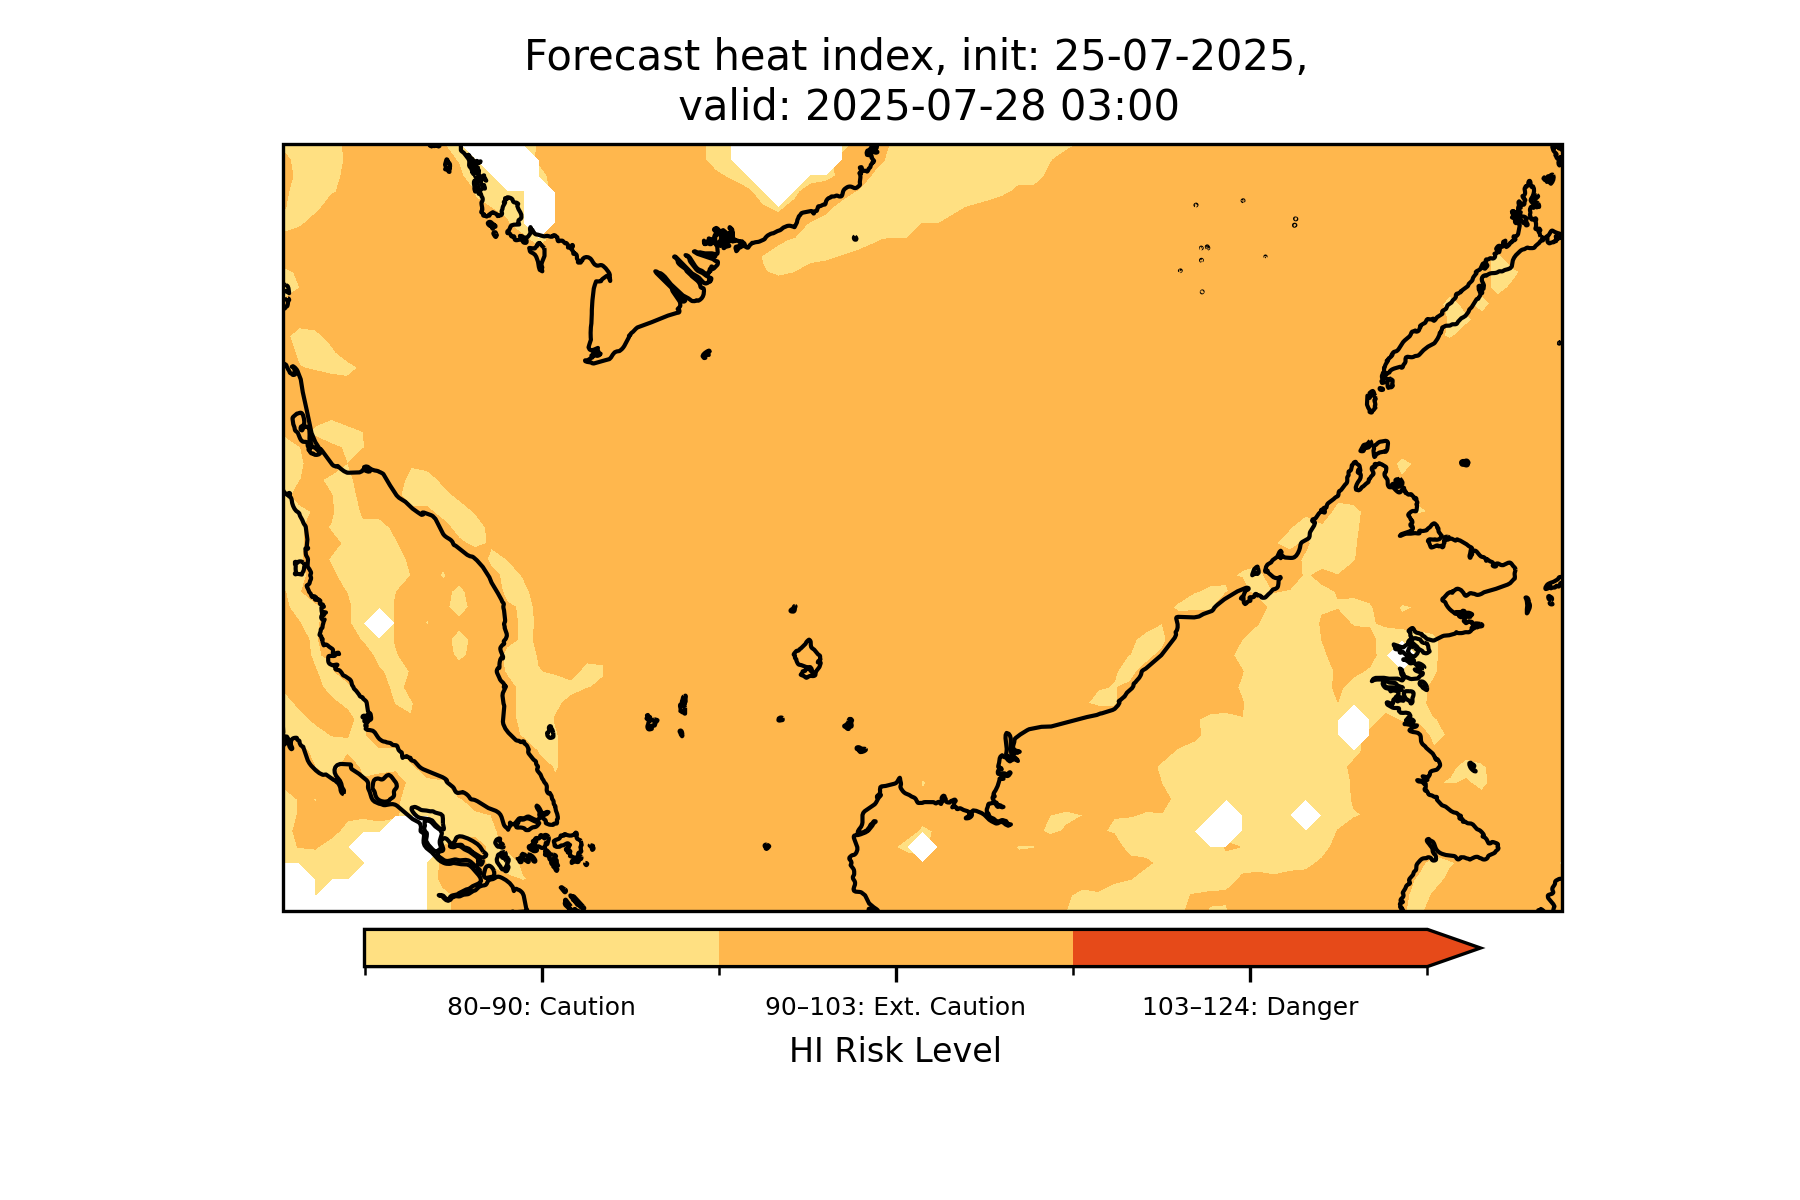 Forecast heat index, init: 25-07-2025,
valid: 2025-07-28 03:00
80–90: Caution
90–103: Ext. Caution
103–124: Danger
HI Risk Level